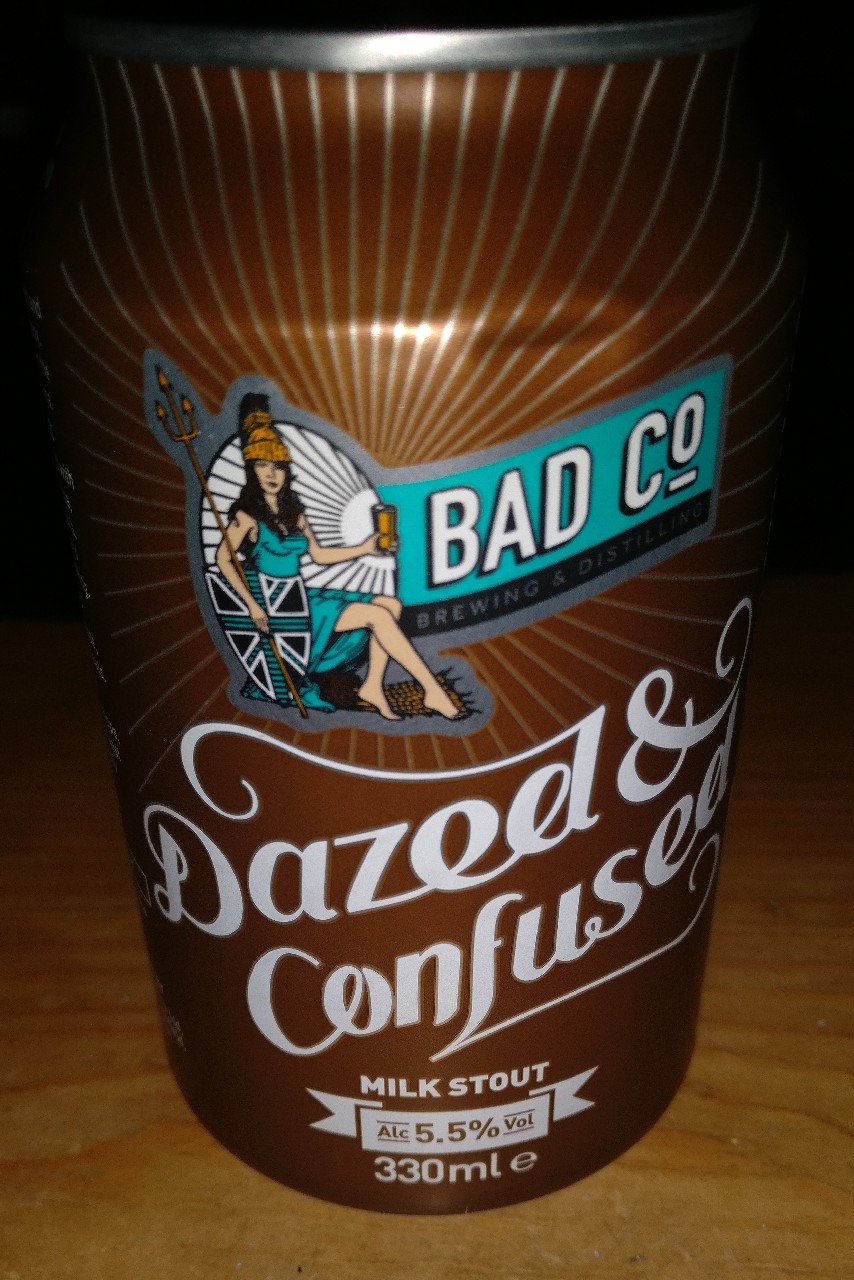 BAD Co
BREWING & DISTILLING
Dazed &
Confused
MILK STOUT
Alc 5.5% Vol
330ml e